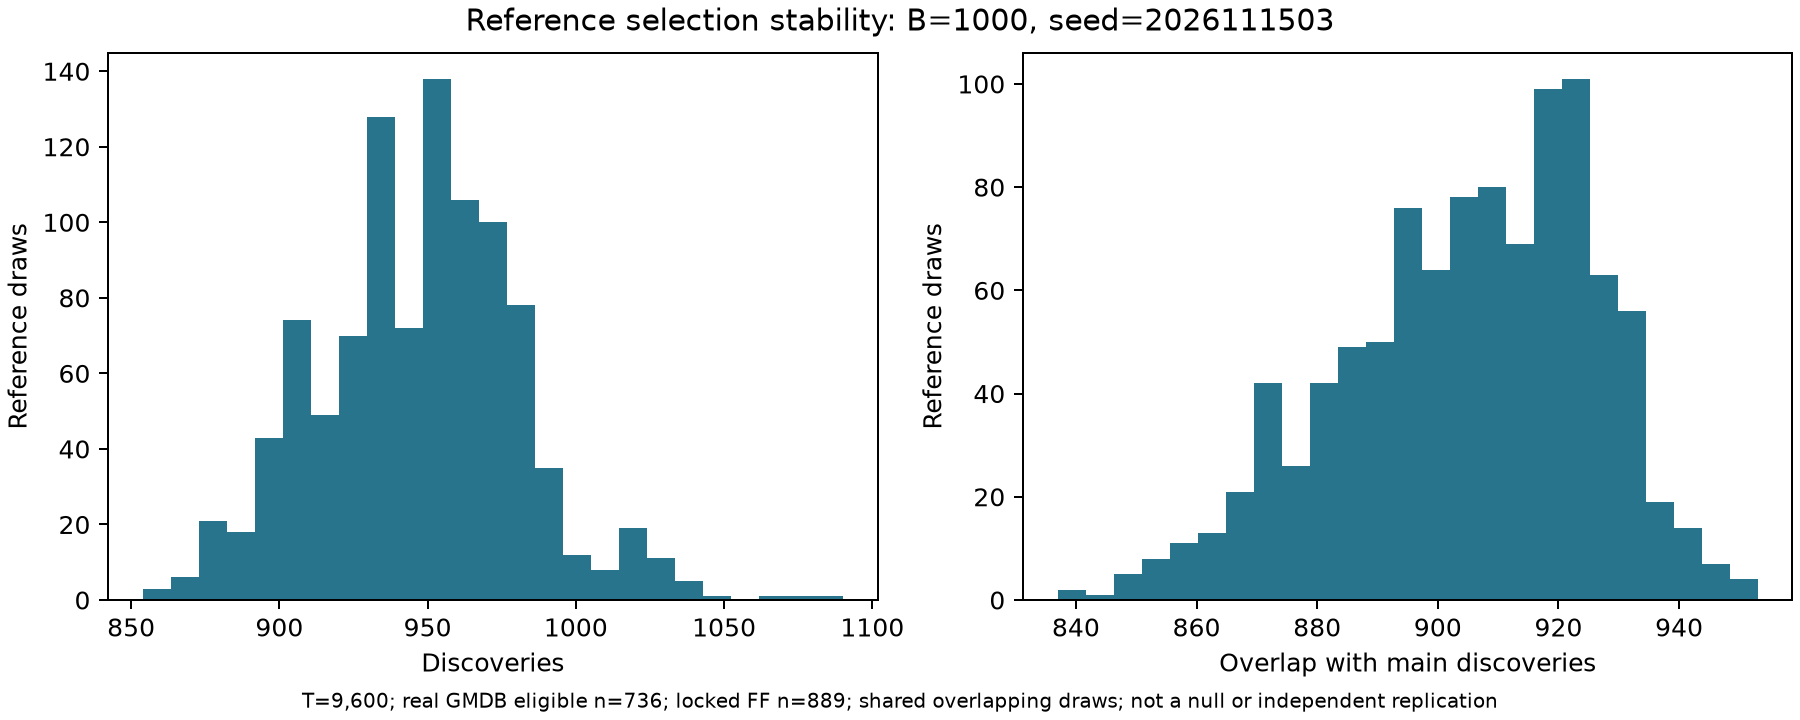 Reference selection stability: B=1000, seed=2026111503
Reference draws
140
120
100
80
60
40
20
0
850 900 950 1000 1050 1100
Discoveries
Reference draws
100
80
60
40
20
0
840 860 880 900 920 940
Overlap with main discoveries
T=9,600; real GMDB eligible n=736; locked FF n=889; shared overlapping draws; not a null or independent replication